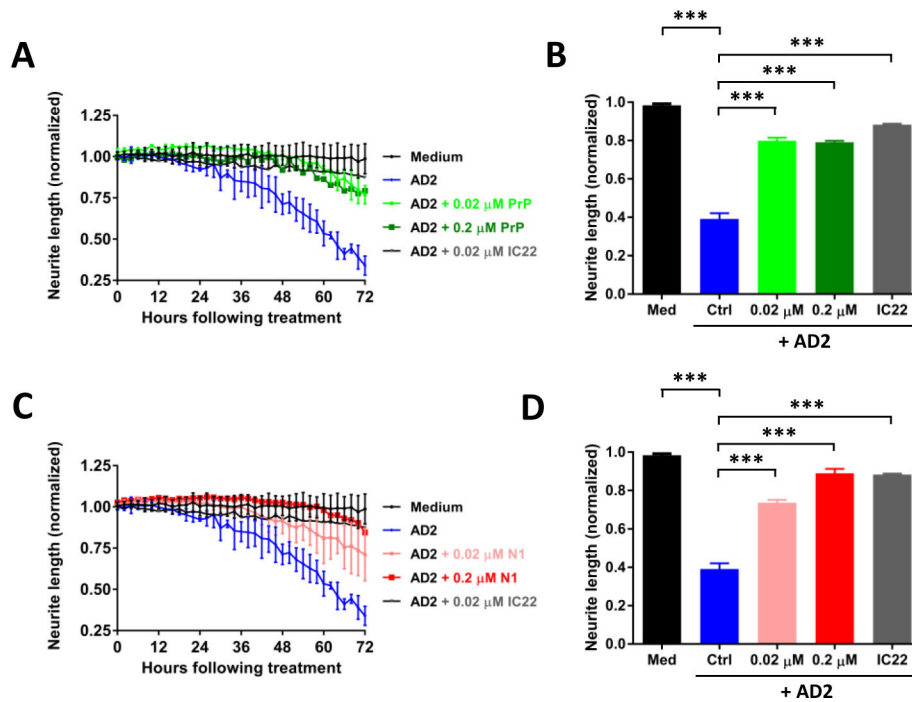 A
Neurite length (normalized)
1.25
1.00
0.75
0.50
0.25
0 12 24 36 48 60 72
Hours following treatment
Medium
AD2
AD2 + 0.02 μM PrP
AD2 + 0.2 μM PrP
AD2 + 0.02 μM IC22
B
***
***
***
***
Neurite length (normalized)
1.0
0.8
0.6
0.4
0.2
0.0
Med Ctrl 0.02 μM 0.2 μM IC22
+ AD2
C
Neurite length (normalized)
1.25
1.00
0.75
0.50
0.25
0 12 24 36 48 60 72
Hours following treatment
Medium
AD2
AD2 + 0.02 μM N1
AD2 + 0.2 μM N1
AD2 + 0.02 μM IC22
D
***
***
***
***
Neurite length (normalized)
1.0
0.8
0.6
0.4
0.2
0.0
Med Ctrl 0.02 μM 0.2 μM IC22
+ AD2